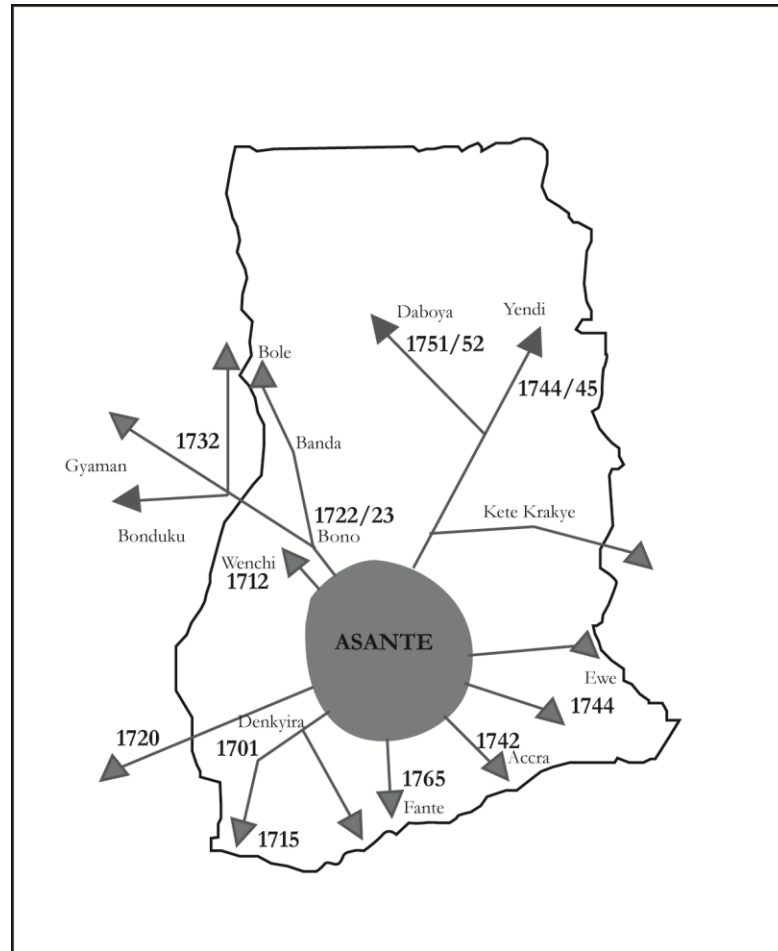 Daboya
1751/52
Yendi
1744/45
Bole
1732
Banda
Gyaman
Bonduku
1722/23
Bono
Kete Krakye
Wenchi
1712
ASANTE
Ewe
1744
Denkyira
1720
1701
1742
Accra
1765
Fante
1715